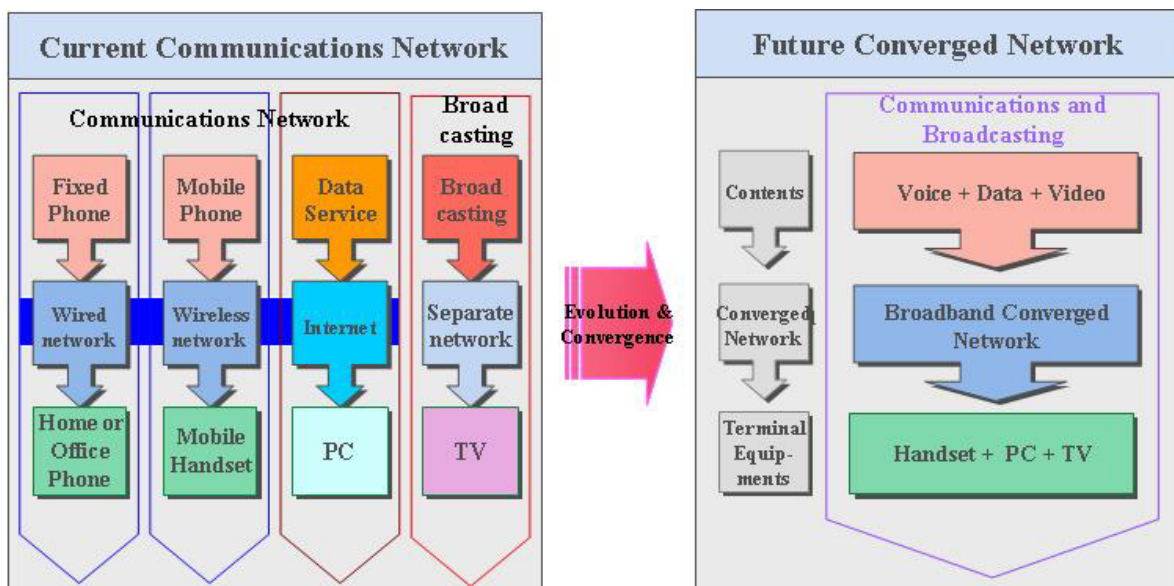 Current Communications Network
Communications Network
Broad
casting
Fixed
Phone
Mobile
Phone
Data
Service
Broad
casting
Wired
network
Wireless
network
Internet
Separate
network
Home or
Office
Phone
Mobile
Handset
PC
TV
Evolution &
Convergence
Future Converged Network
Communications and
Broadcasting
Contents
Voice + Data + Video
Converged
Network
Broadband Converged
Network
Terminal
Equip-
ments
Handset + PC + TV